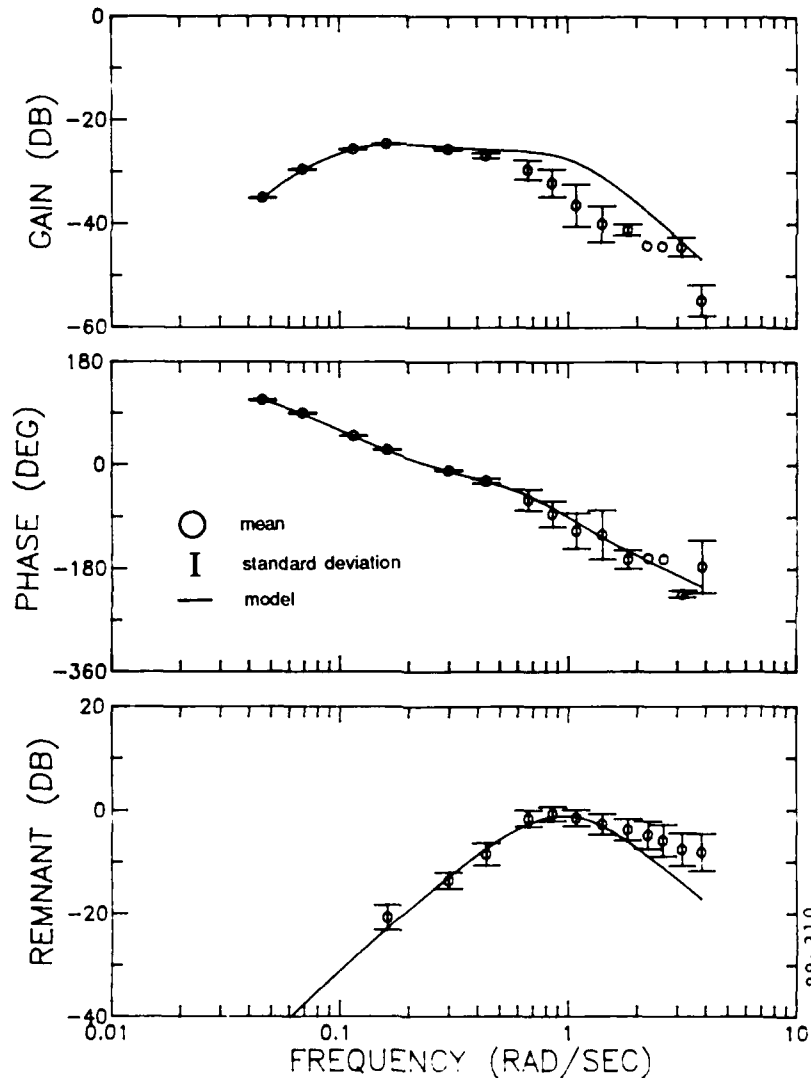 GAIN (DB)
0
-20
-40
-60
PHASE (DEG)
180
0
-180
-360
mean
standard deviation
model
REMNANT (DB)
20
0
-20
-40
0.01
0.1
1
10
FREQUENCY (RAD/SEC)